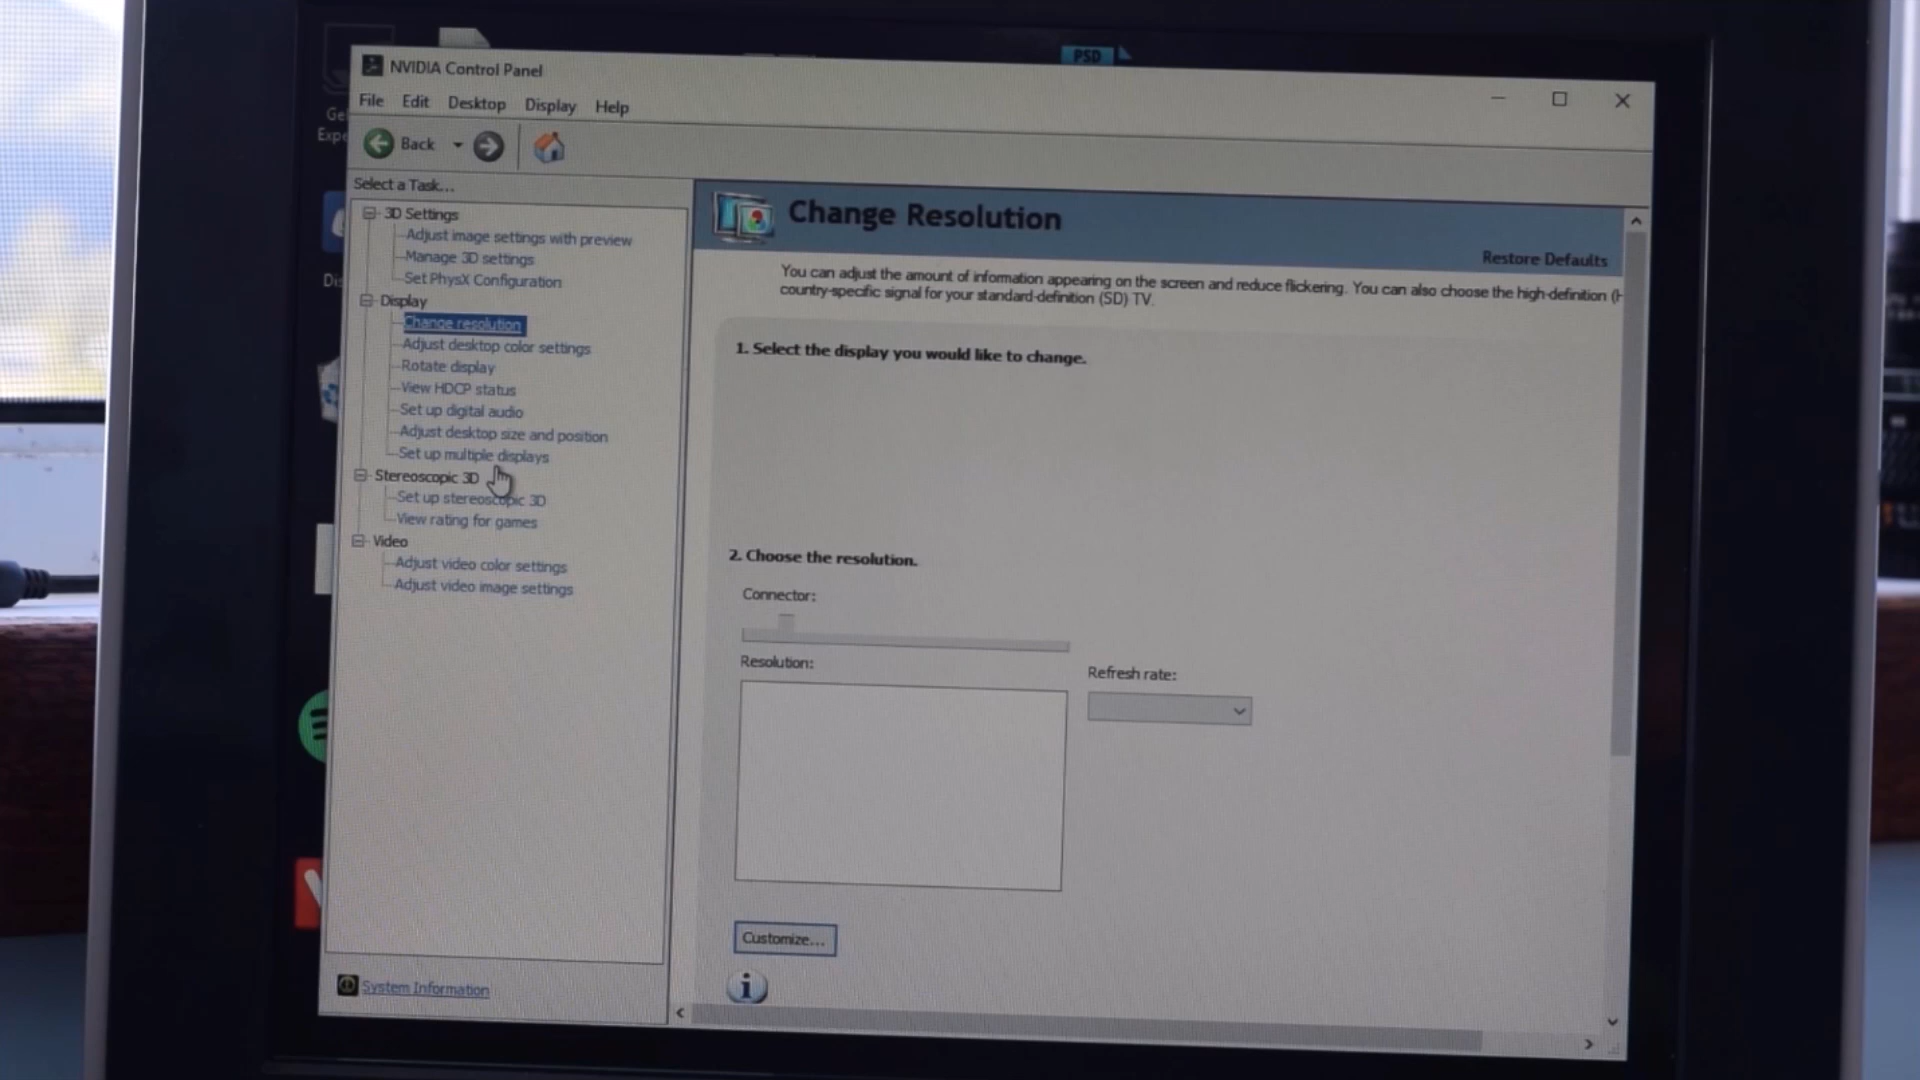 PSD
NVIDIA Control Panel
File Edit Desktop Display Help
Back
Select a Task...
3D Settings
Adjust image settings with preview
Manage 3D settings
Set PhysX Configuration
Display
Change resolution
Adjust desktop color settings
Rotate display
View HDCP status
Set up digital audio
Adjust desktop size and position
Set up multiple displays
Stereoscopic 3D
Set up stereoscopic 3D
View rating for games
Video
Adjust video color settings
Adjust video image settings
System Information
Change Resolution
Restore Defaults
You can adjust the amount of information appearing on the screen and reduce flickering. You can also choose the high-definition (H
country-specific signal for your standard-definition (SD) TV.
1. Select the display you would like to change.
2. Choose the resolution.
Connector:
Resolution:
Refresh rate:
Customize...